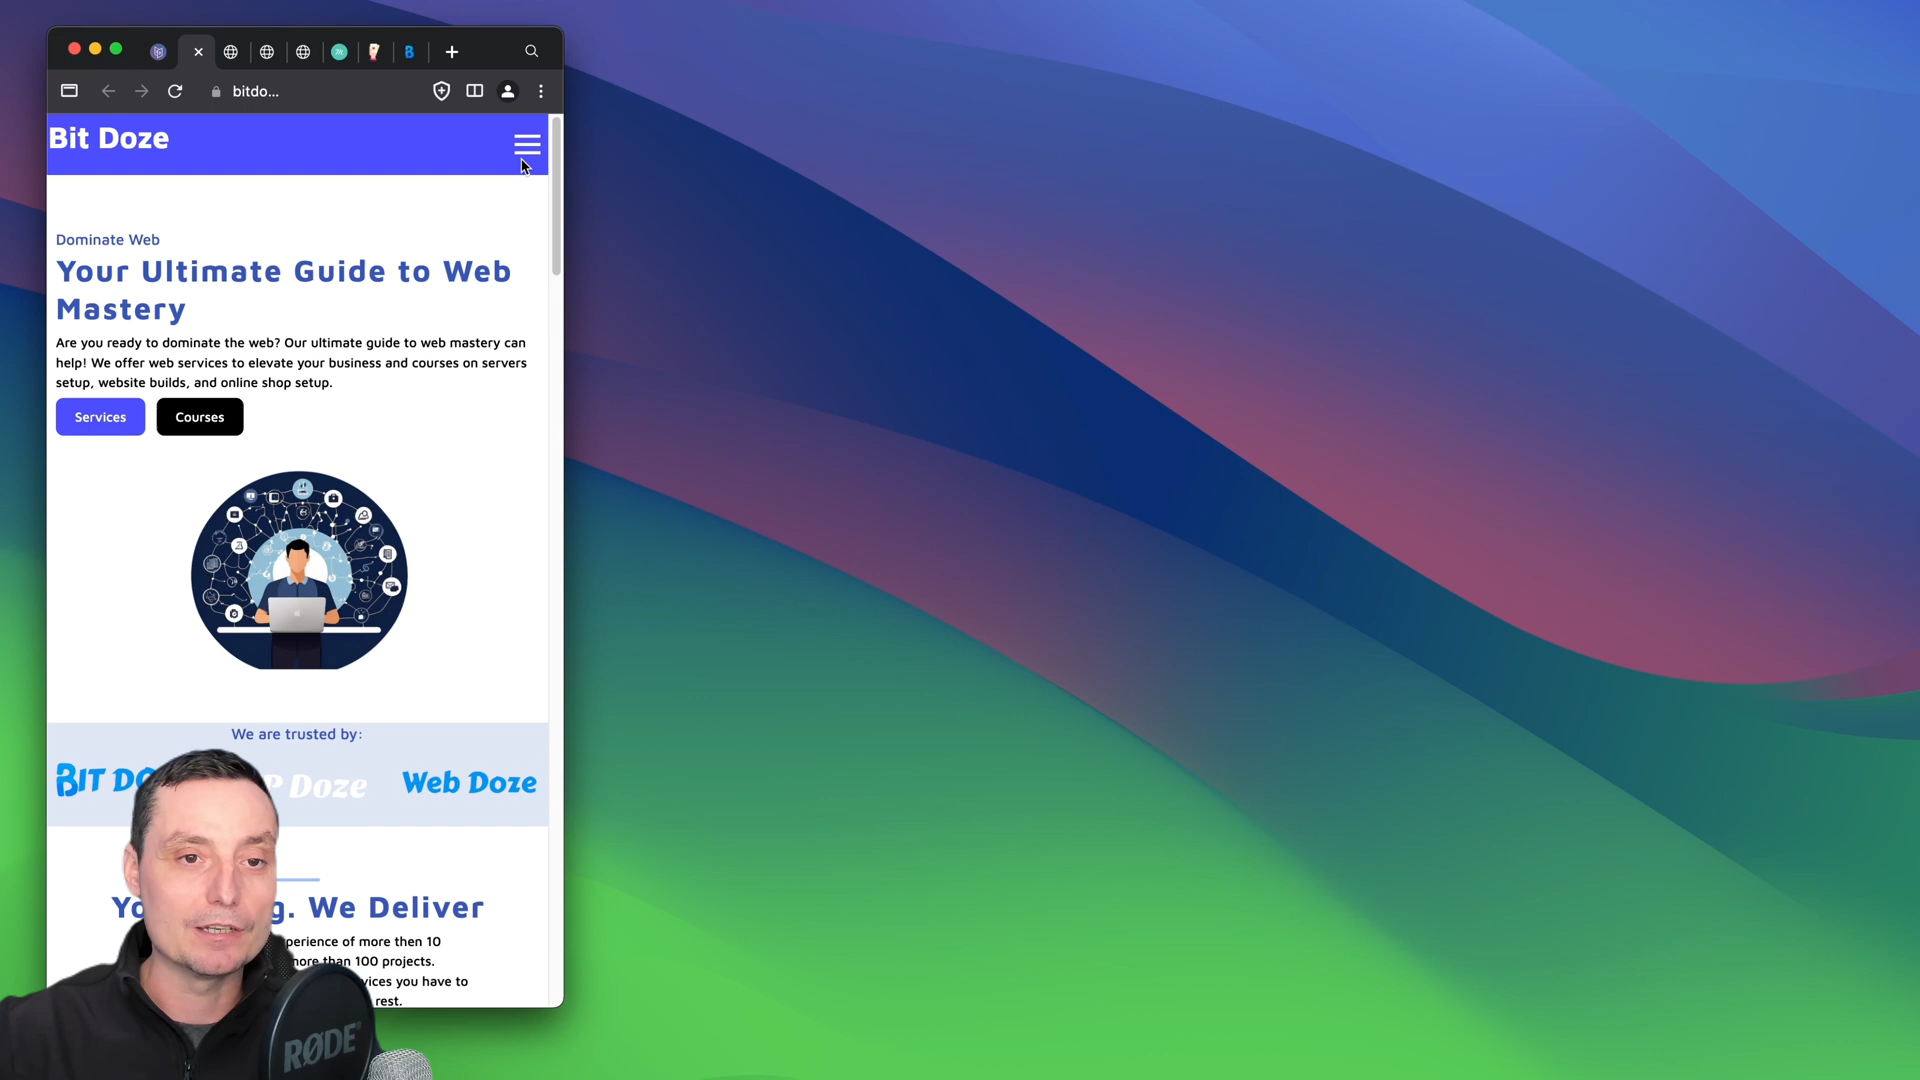 bitdo...
Bit Doze
Dominate Web
Your Ultimate Guide to Web
Mastery
Are you ready to dominate the web? Our ultimate guide to web mastery can
help! We offer web services to elevate your business and courses on servers
setup, website builds, and online shop setup.
Services Courses
We are trusted by:
BIT DO
P Doze
Web Doze
Yo
g. We Deliver
perience of more then 10
more than 100 projects.
vices you have to
rest.
RØDE